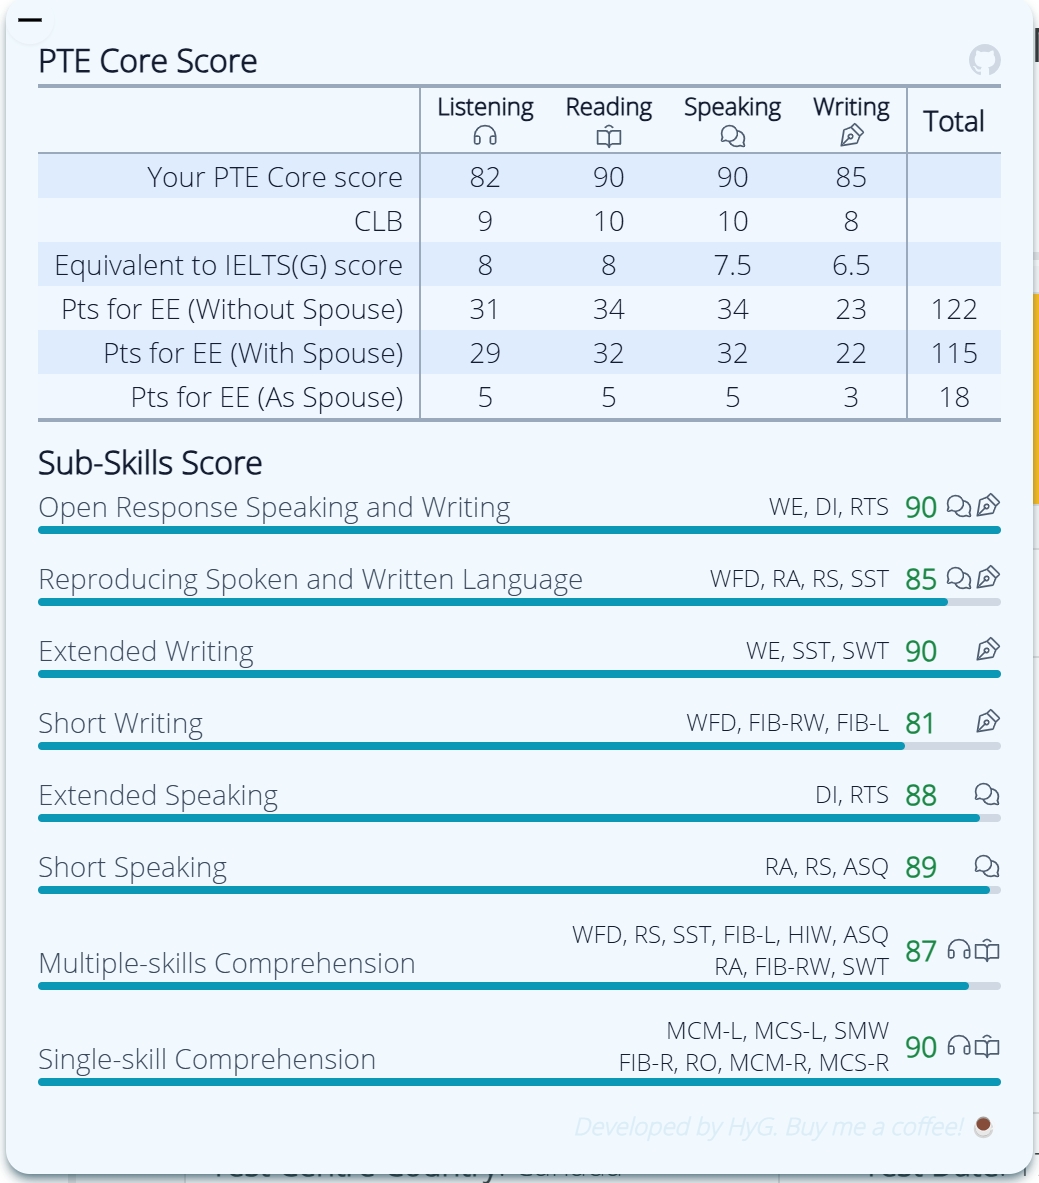 PTE Core Score
Listening Reading Speaking Writing Total
Your PTE Core score 82 90 90 85
CLB 9 10 10 8
Equivalent to IELTS(G) score 8 8 7.5 6.5
Pts for EE (Without Spouse) 31 34 34 23 122
Pts for EE (With Spouse) 29 32 32 22 115
Pts for EE (As Spouse) 5 5 5 3 18
Sub-Skills Score
Open Response Speaking and Writing WE, DI, RTS 90
Reproducing Spoken and Written Language WFD, RA, RS, SST 85
Extended Writing WE, SST, SWT 90
Short Writing WFD, FIB-RW, FIB-L 81
Extended Speaking DI, RTS 88
Short Speaking RA, RS, ASQ 89
WFD, RS, SST, FIB-L, HIW, ASQ
Multiple-skills Comprehension RA, FIB-RW, SWT 87
MCM-L, MCS-L, SMW
Single-skill Comprehension FIB-R, RO, MCM-R, MCS-R 90
Developed by HyG. Buy me a coffee!
Test Centre Country: Canada Test Date: